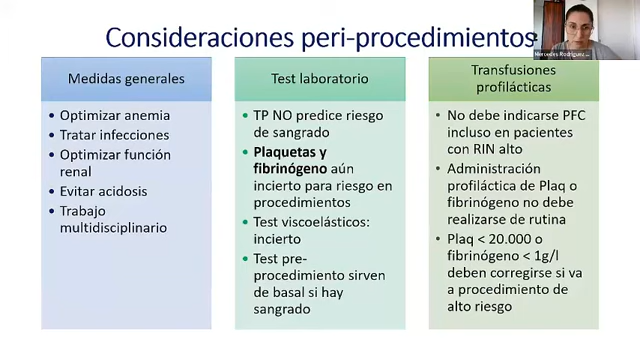 Consideraciones peri-procedimientos
Mercedes Rodríguez
Medidas generales
• Optimizar anemia
• Tratar infecciones
• Optimizar función
renal
• Evitar acidosis
• Trabajo
multidisciplinario
Test laboratorio
• TP NO predice riesgo
de sangrado
• Plaquetas y
fibrinógeno aún
incierto para riesgo en
procedimientos
• Test viscoelásticos:
incierto
• Test pre-
procedimiento sirven
de basal si hay
sangrado
Transfusiones
profilácticas
• No debe indicarse PFC
incluso en pacientes
con RIN alto
• Administración
profiláctica de Plaq o
fibrinógeno no debe
realizarse de rutina
• Plaq < 20.000 o
fibrinógeno < 1g/l
deben corregirse si va
a procedimiento de
alto riesgo